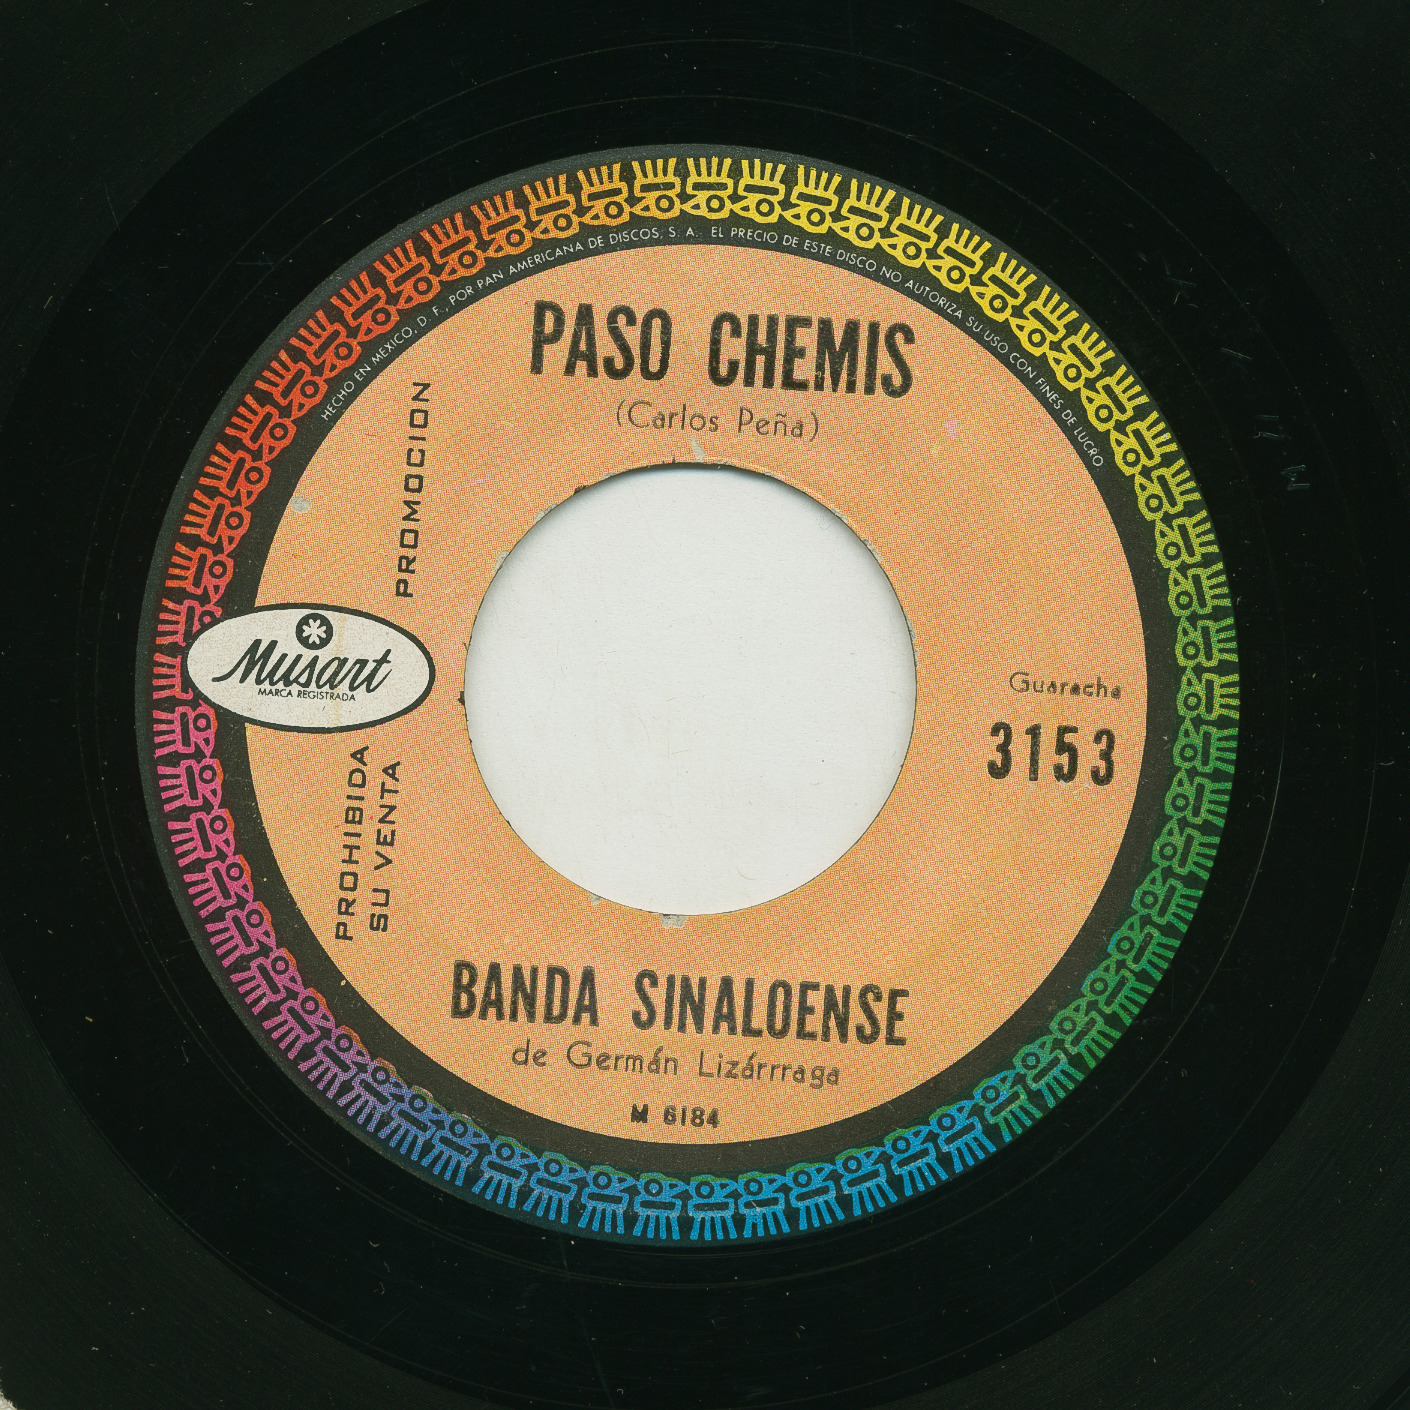 HECHO EN MEXICO, D. F., POR PAN AMERICANA DE DISCOS, S. A. EL PRECIO DE ESTE DISCO NO AUTORIZA SU USO CON FINES DE LUCRO
PASO CHEMIS
(Carlos Peña)
PROMOCION
Musart
MARCA REGISTRADA
PROHIBIDA
SU VENTA
Guaracha
3153
BANDA SINALOENSE
de Germán Lizárrraga
M 6184